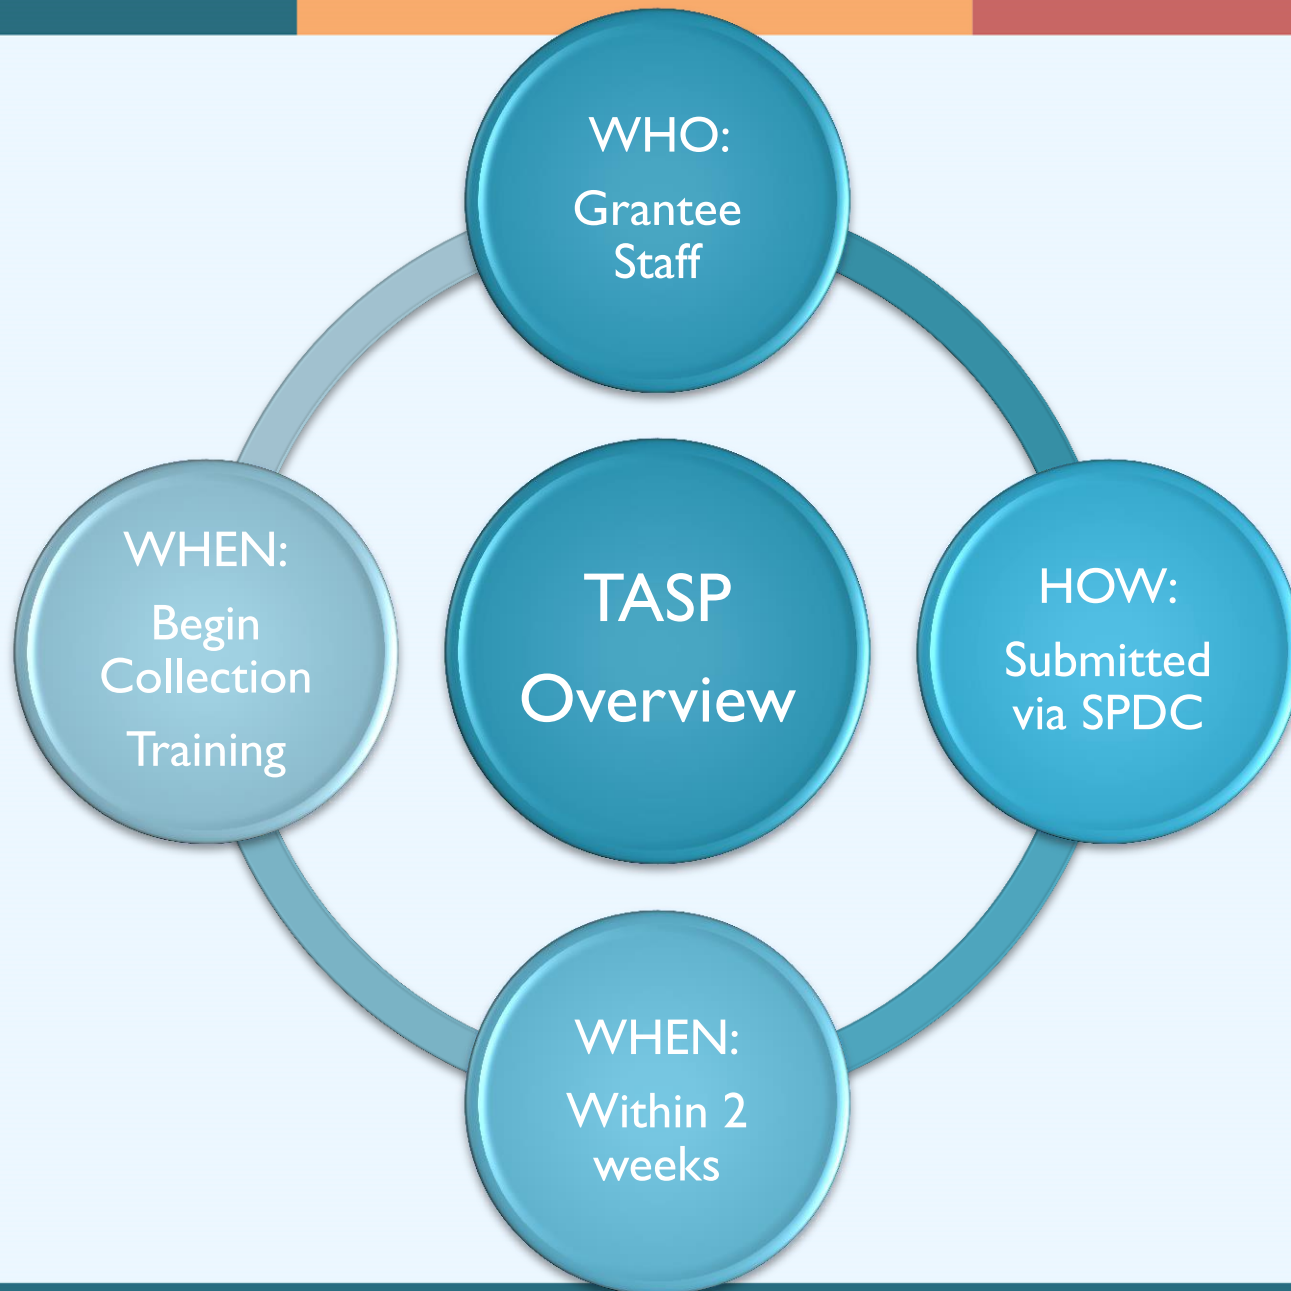 WHO:
Grantee
Staff
WHEN:
Begin
Collection
Training
TASP
Overview
HOW:
Submitted
via SPDC
WHEN:
Within 2
weeks